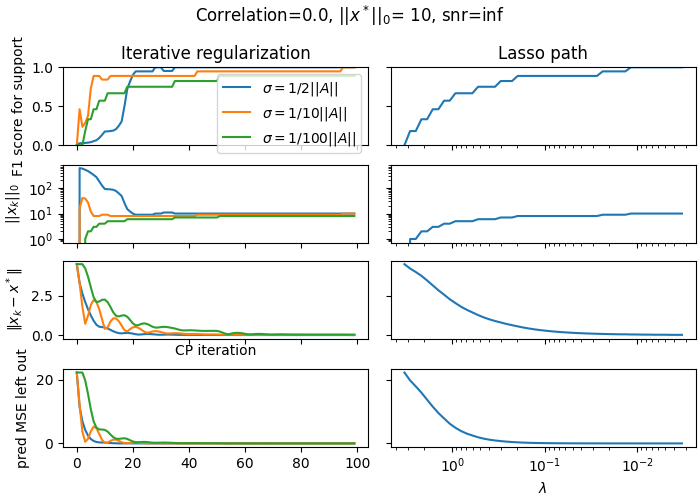 Correlation=0.0, ||x*||₀= 10, snr=inf
Iterative regularization
Lasso path
F1 score for support
1.0
0.5
0.0
σ = 1/2||A||
σ = 1/10||A||
σ = 1/100||A||
||x_k||₀
10²
10¹
10⁰
||x_k − x*||
2.5
0.0
CP iteration
pred MSE left out
20
0
0 20 40 60 80 100
10⁰ 10⁻¹ 10⁻²
λ